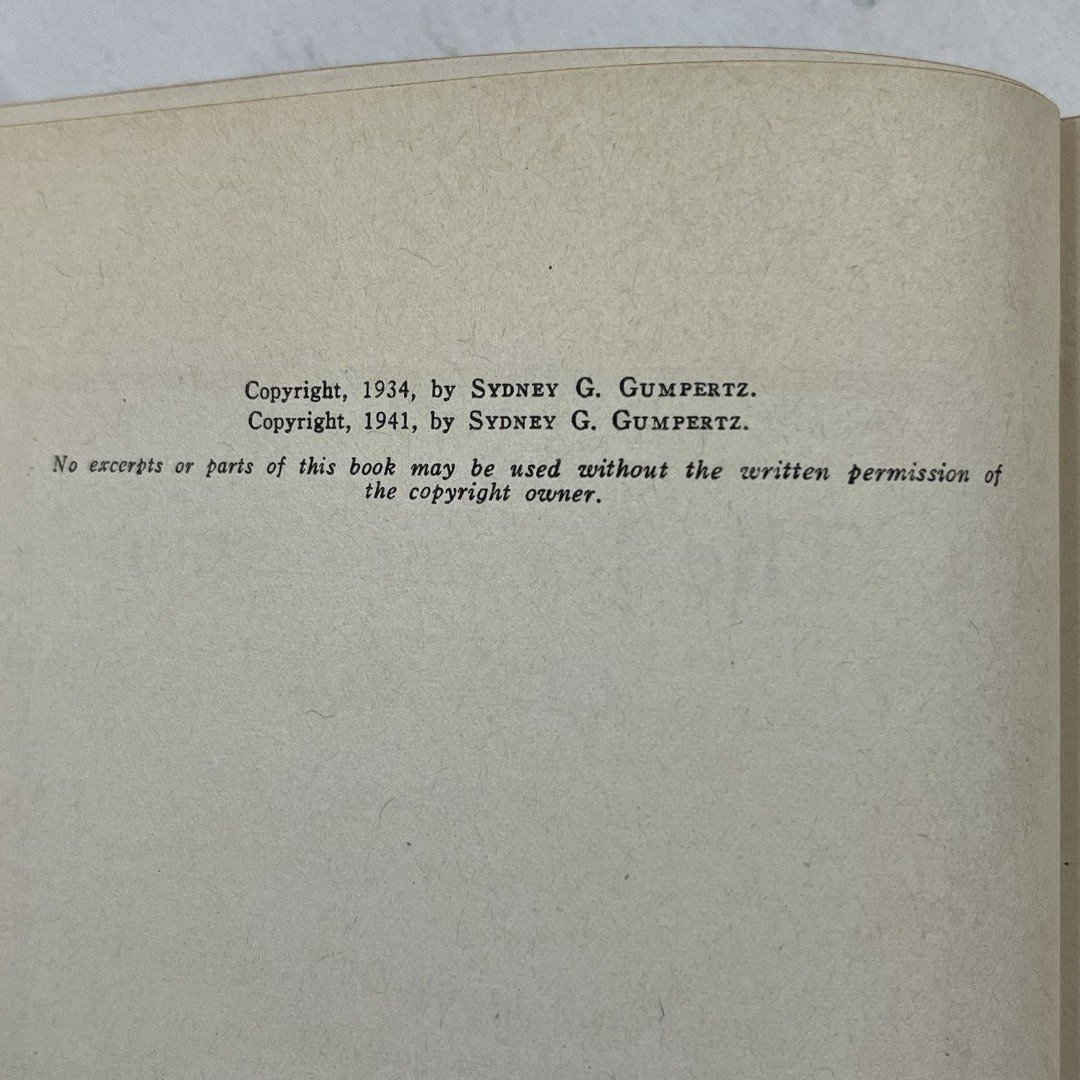 Copyright, 1934, by SYDNEY G. GUMPERTZ.
Copyright, 1941, by SYDNEY G. GUMPERTZ.
No excerpts or parts of this book may be used without the written permission of
the copyright owner.